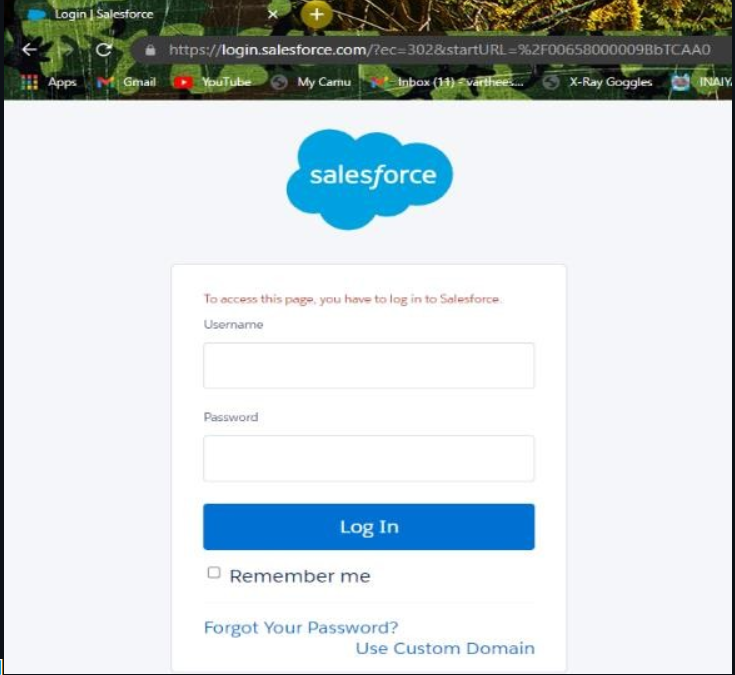 Login | Salesforce
https://login.salesforce.com/?ec=302&startURL=%2F00658000009BbTCAA0
Apps Gmail YouTube My Camu Inbox (11) - varthees... X-Ray Goggles INAIY
salesforce
To access this page, you have to log in to Salesforce.
Username
Password
Log In
Remember me
Forgot Your Password?
Use Custom Domain